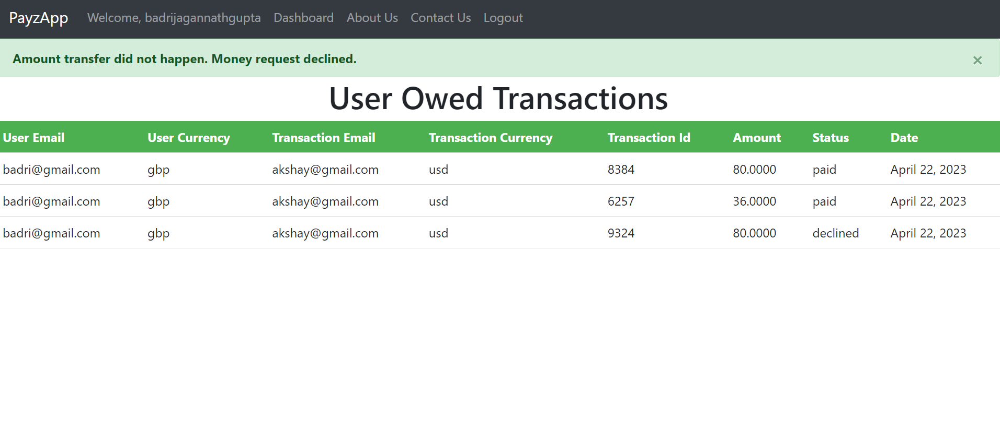 PayzApp Welcome, badrijagannathgupta Dashboard About Us Contact Us Logout
Amount transfer did not happen. Money request declined. ×
User Owed Transactions
User Email User Currency Transaction Email Transaction Currency Transaction Id Amount Status Date
badri@gmail.com gbp akshay@gmail.com usd 8384 80.0000 paid April 22, 2023
badri@gmail.com gbp akshay@gmail.com usd 6257 36.0000 paid April 22, 2023
badri@gmail.com gbp akshay@gmail.com usd 9324 80.0000 declined April 22, 2023